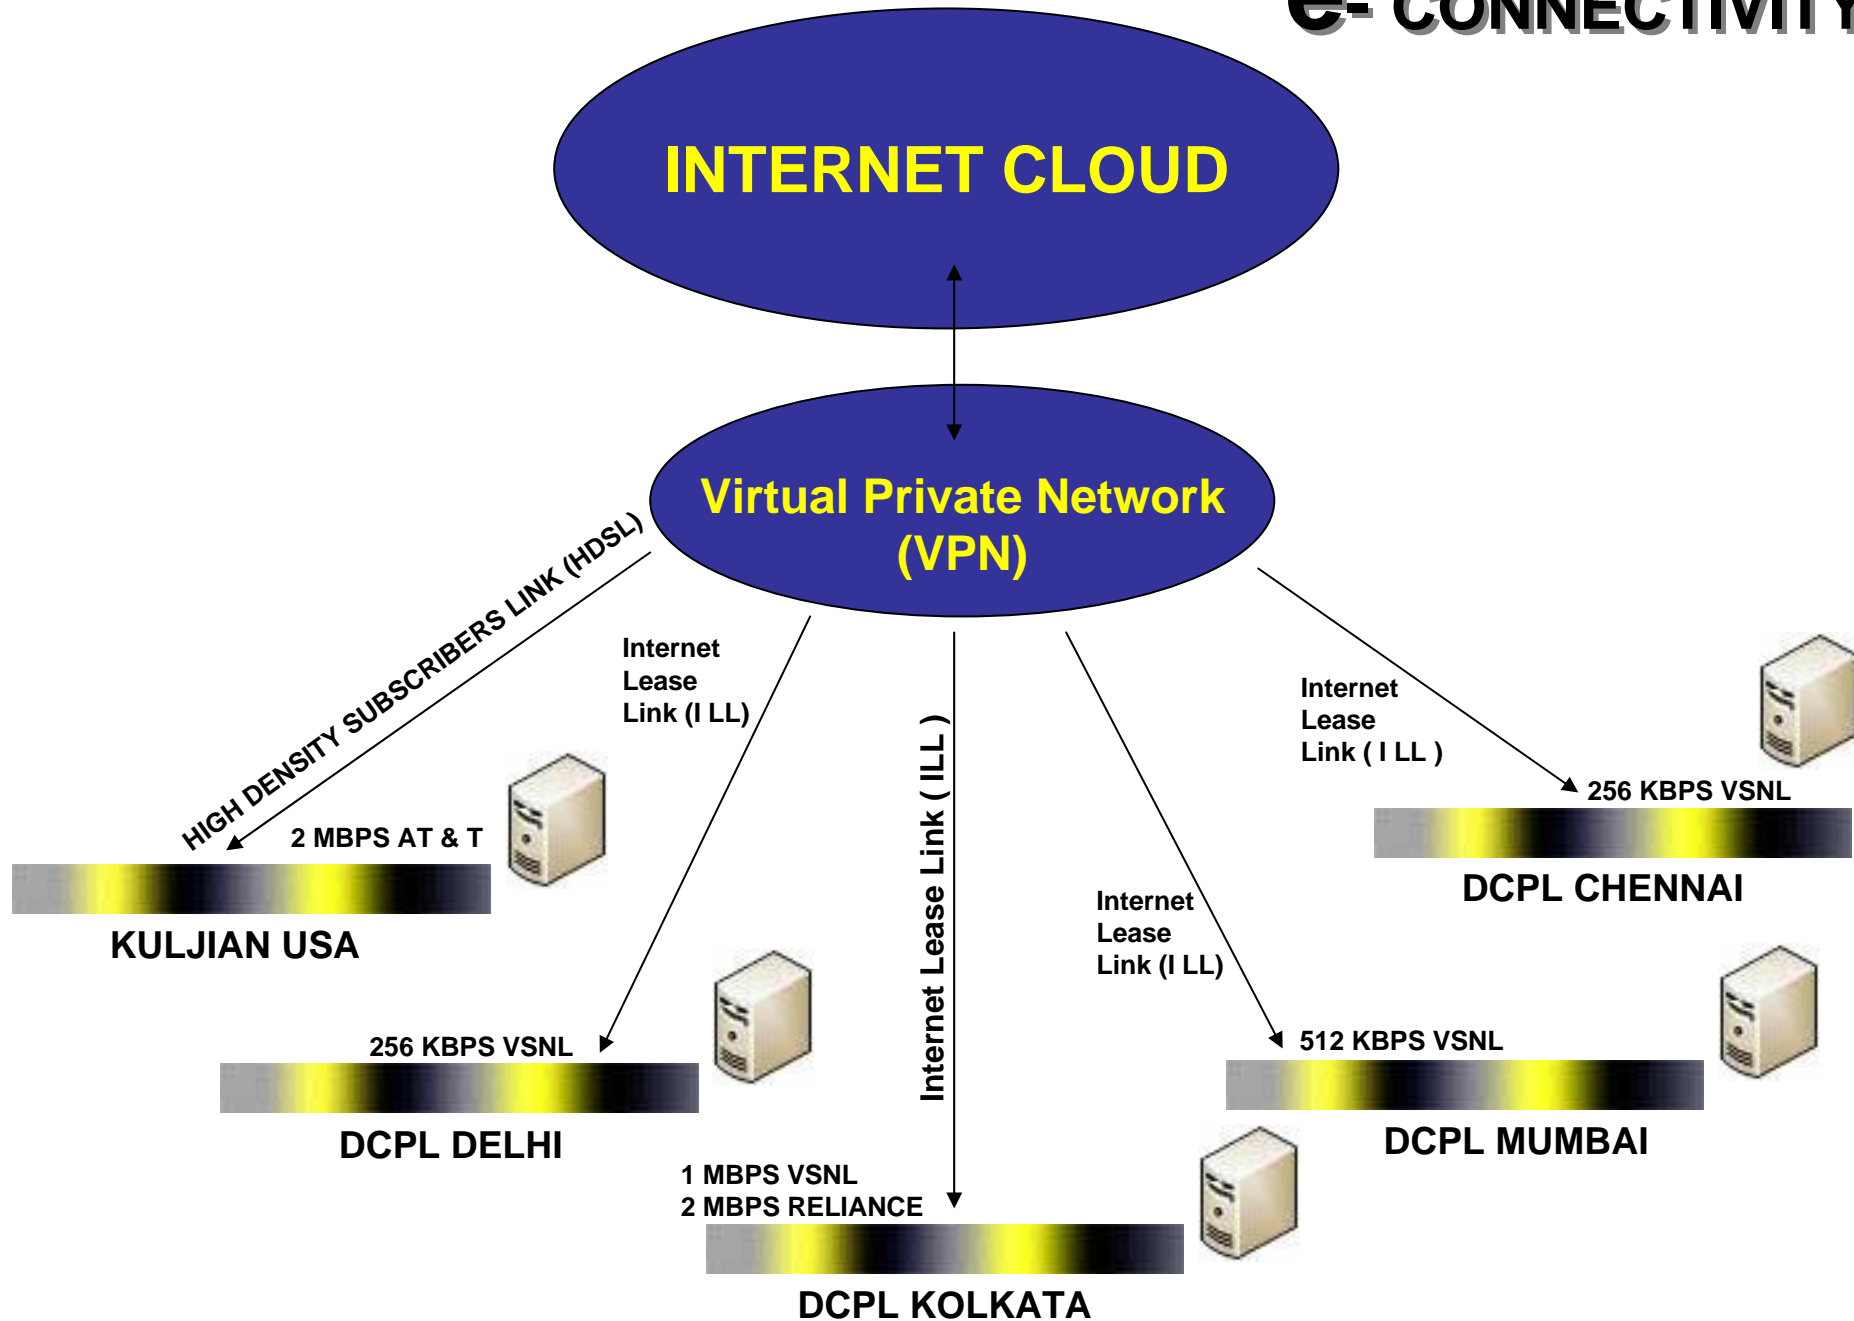 e- CONNECTIVITY
INTERNET CLOUD
Virtual Private Network
(VPN)
HIGH DENSITY SUBSCRIBERS LINK (HDSL)
2 MBPS AT & T
KULJIAN USA
Internet
Lease
Link (I LL)
256 KBPS VSNL
DCPL DELHI
Internet Lease Link ( ILL )
1 MBPS VSNL
2 MBPS RELIANCE
DCPL KOLKATA
Internet
Lease
Link (I LL)
512 KBPS VSNL
DCPL MUMBAI
Internet
Lease
Link ( I LL )
256 KBPS VSNL
DCPL CHENNAI